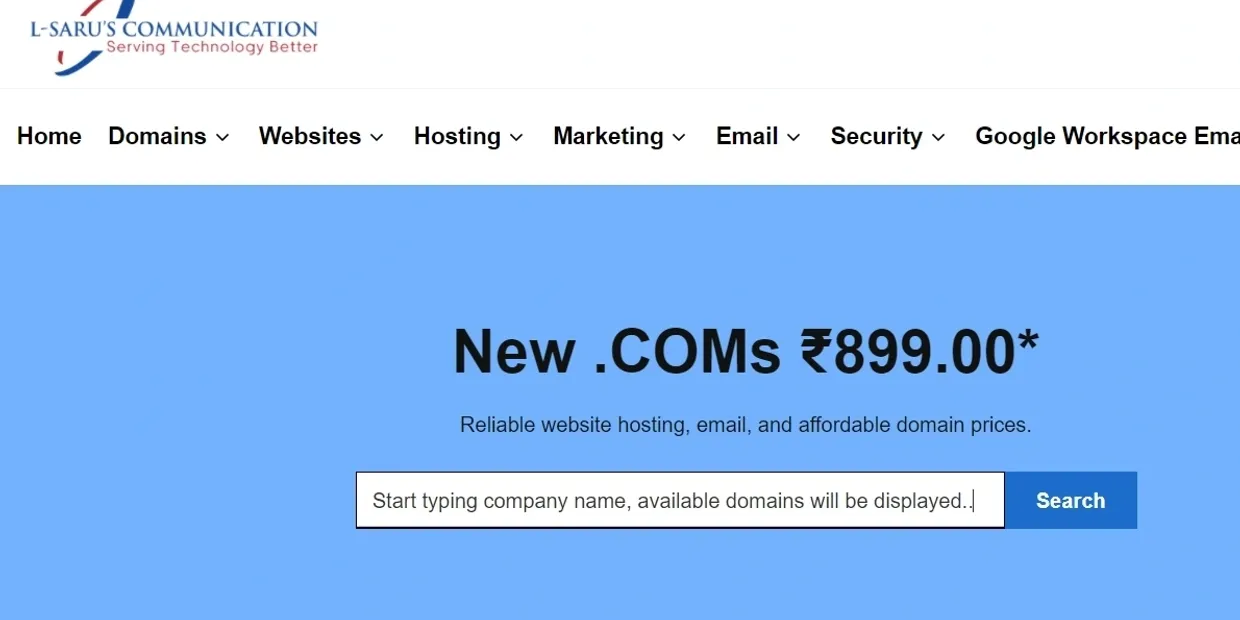 L-SARU'S COMMUNICATION
Serving Technology Better
Home Domains Websites Hosting Marketing Email Security Google Workspace Ema
New .COMs ₹899.00*
Reliable website hosting, email, and affordable domain prices.
Start typing company name, available domains will be displayed..
Search